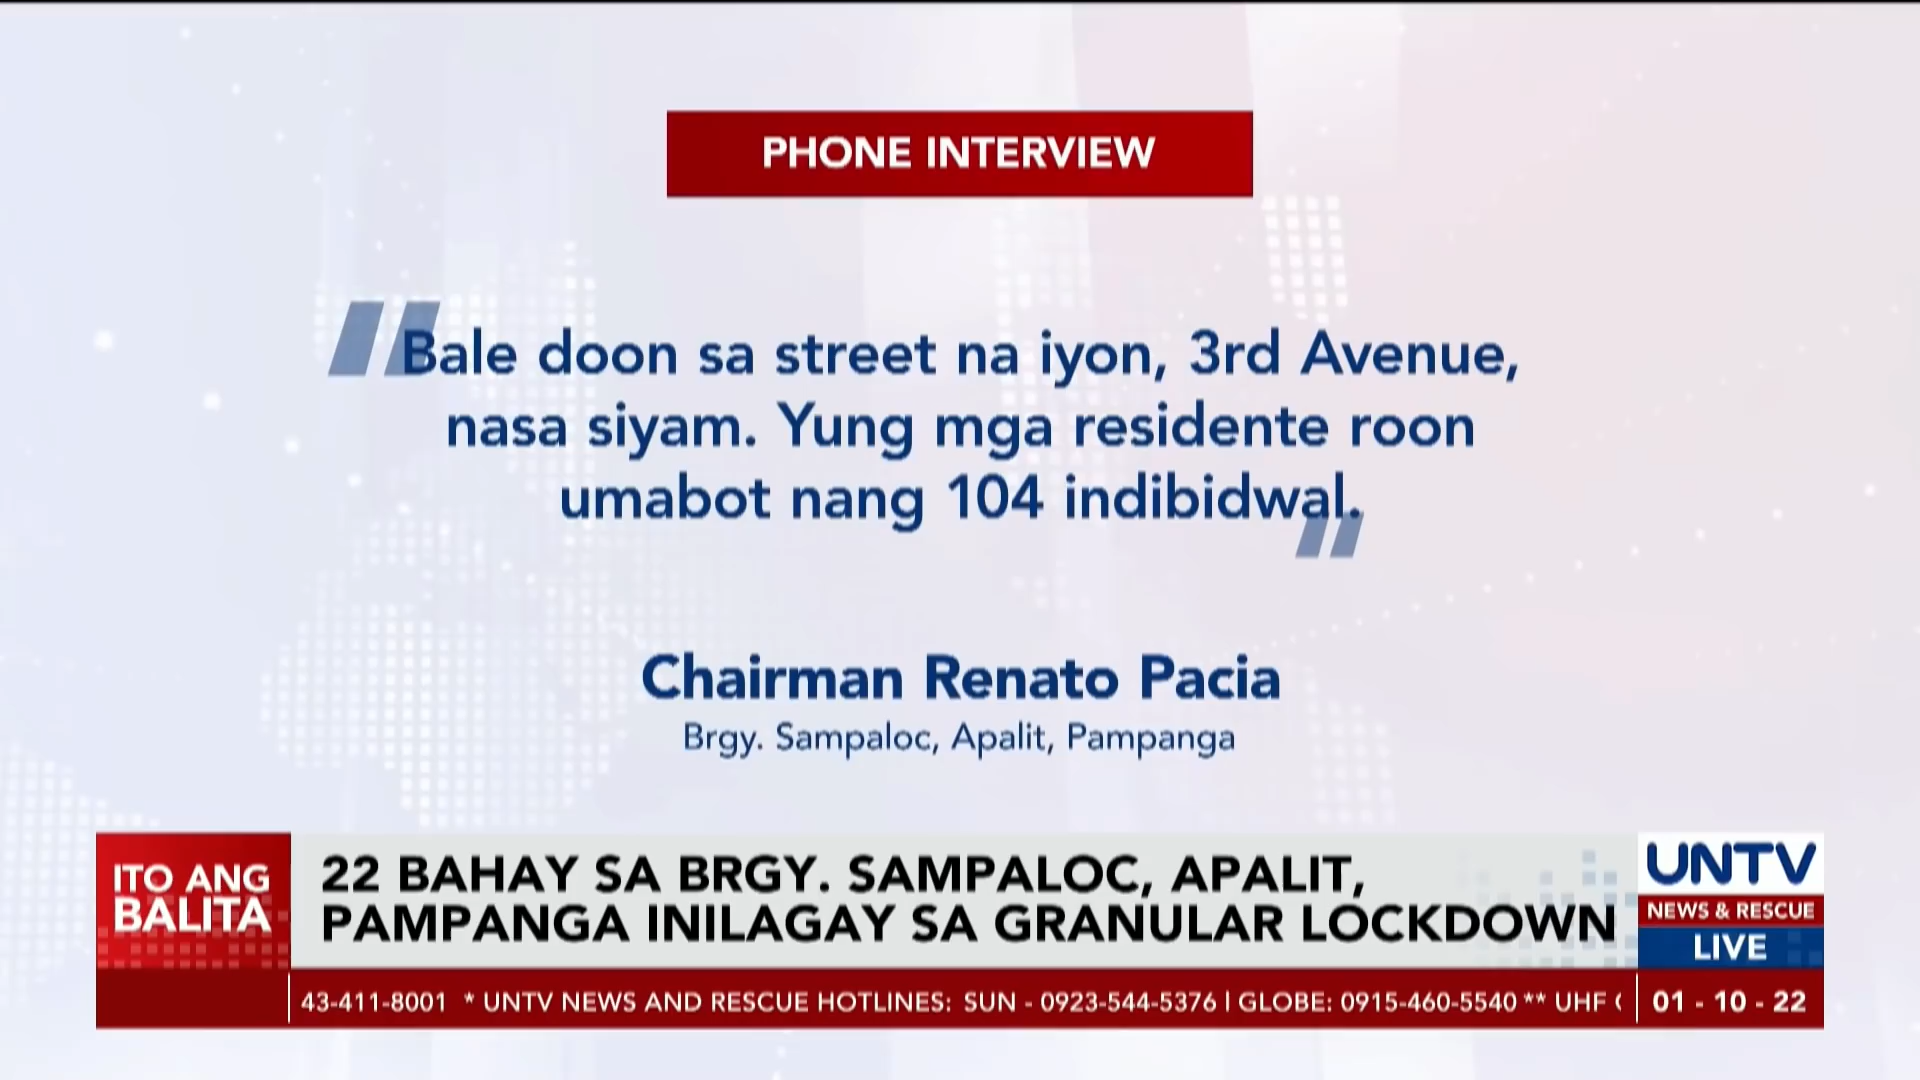 PHONE INTERVIEW
Bale doon sa street na iyon, 3rd Avenue,
nasa siyam. Yung mga residente roon
umabot nang 104 indibidwal.
Chairman Renato Pacia
Brgy. Sampaloc, Apalit, Pampanga
ITO ANG
BALITA
22 BAHAY SA BRGY. SAMPALOC, APALIT,
PAMPANGA INILAGAY SA GRANULAR LOCKDOWN
UNTV
NEWS & RESCUE
LIVE
43-411-8001 * UNTV NEWS AND RESCUE HOTLINES: SUN - 0923-544-5376 | GLOBE: 0915-460-5540 ** UHF
01 - 10 - 22